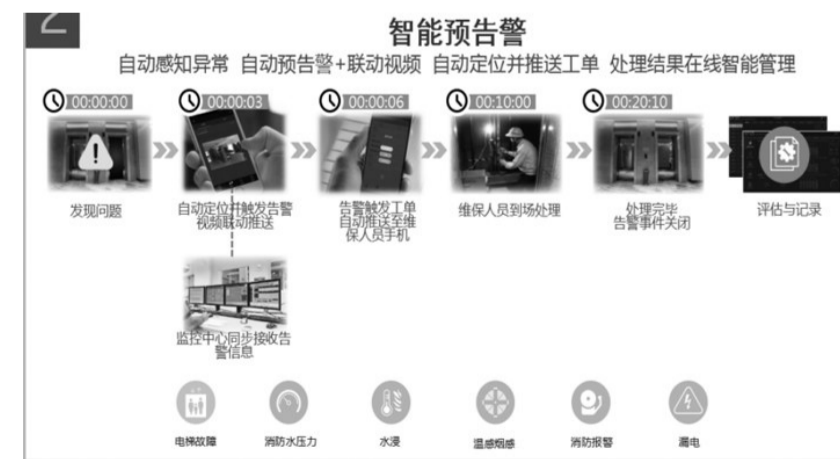 2
智能预告警
自动感知异常 自动预告警+联动视频 自动定位并推送工单 处理结果在线智能管理
00:00:00
00:00:03
00:00:06
00:10:00
00:20:10
发现问题
自动定位并触发告警
视频联动推送
告警触发工单
自动推送至维
保人员手机
维保人员到场处理
处理完毕
告警事件关闭
评估与记录
监控中心同步接收告
警信息
电梯故障
消防水压力
水浸
温感烟感
消防报警
漏电